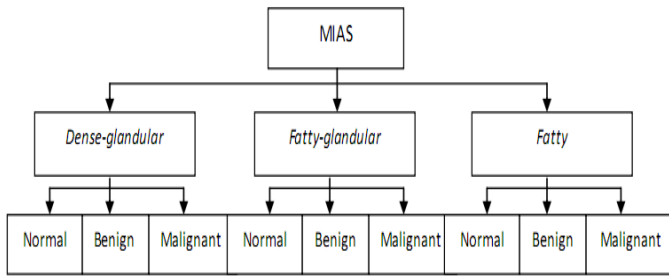 MIAS
Dense-glandular Fatty-glandular Fatty
Normal Benign Malignant Normal Benign Malignant Normal Benign Malignant